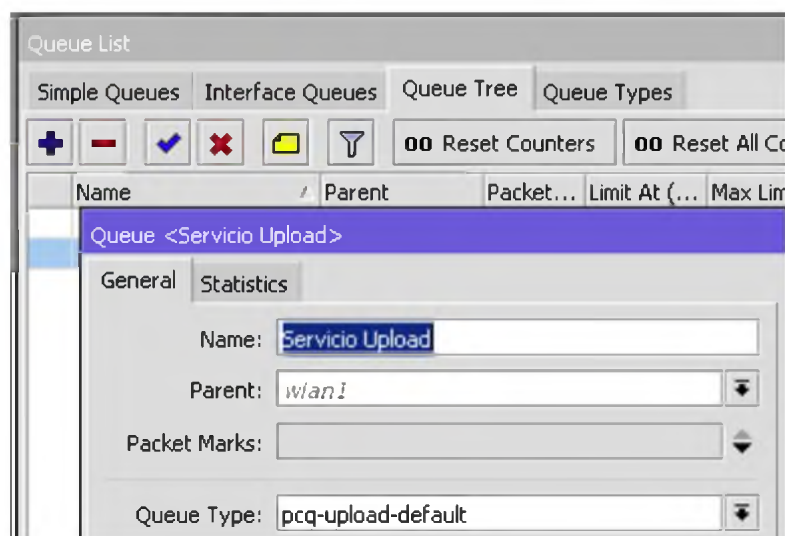 Queue List
Simple Queues Interface Queues Queue Tree Queue Types
00 Reset Counters 00 Reset All Co
Name Parent Packet... Limit At (... Max Lim
Queue <Servicio Upload>
General Statistics
Name: Servicio Upload
Parent: wlan1
Packet Marks:
Queue Type: pcq-upload-default